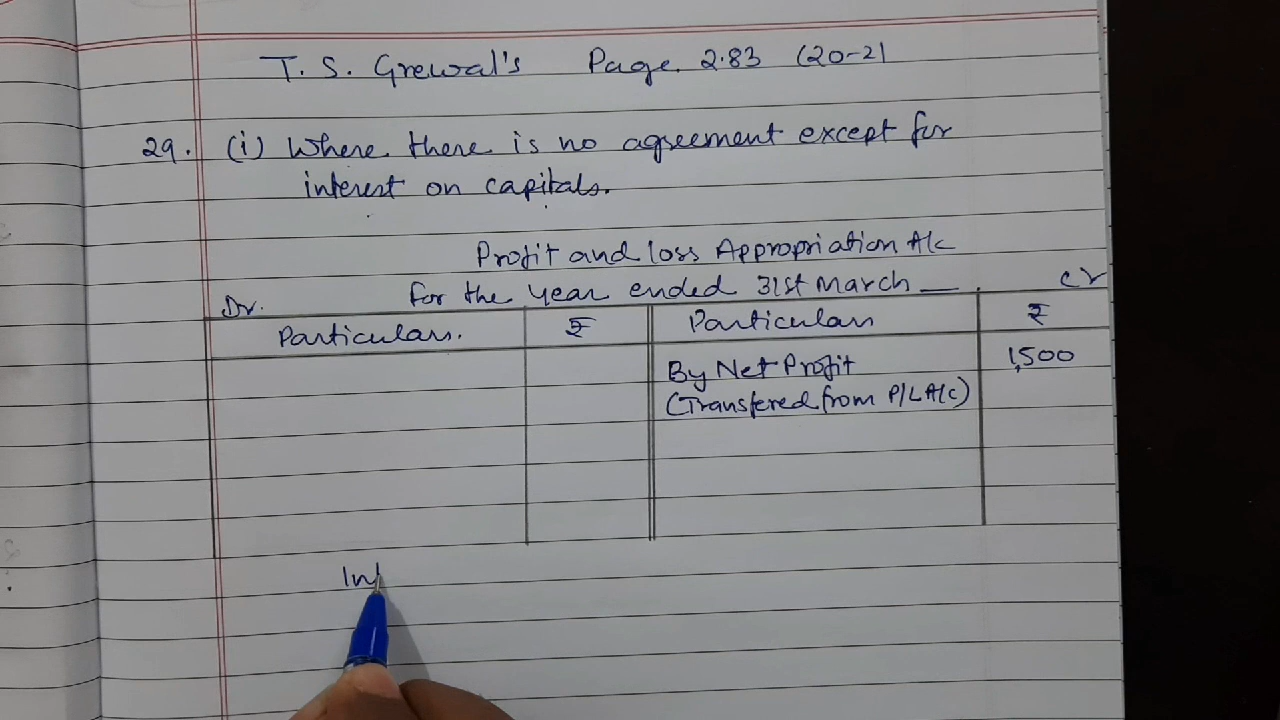 T. S. Grewal's Page 2.83 (20-21
29. (i) Where there is no agreement except for
interest on capitals.
Profit and loss Appropriation A/c
Dr. for the year ended 31st March __. Cr
Particulars. ₹ Particulars ₹
By Net Profit 1,500
(Transfered from P/L A/c)
Int